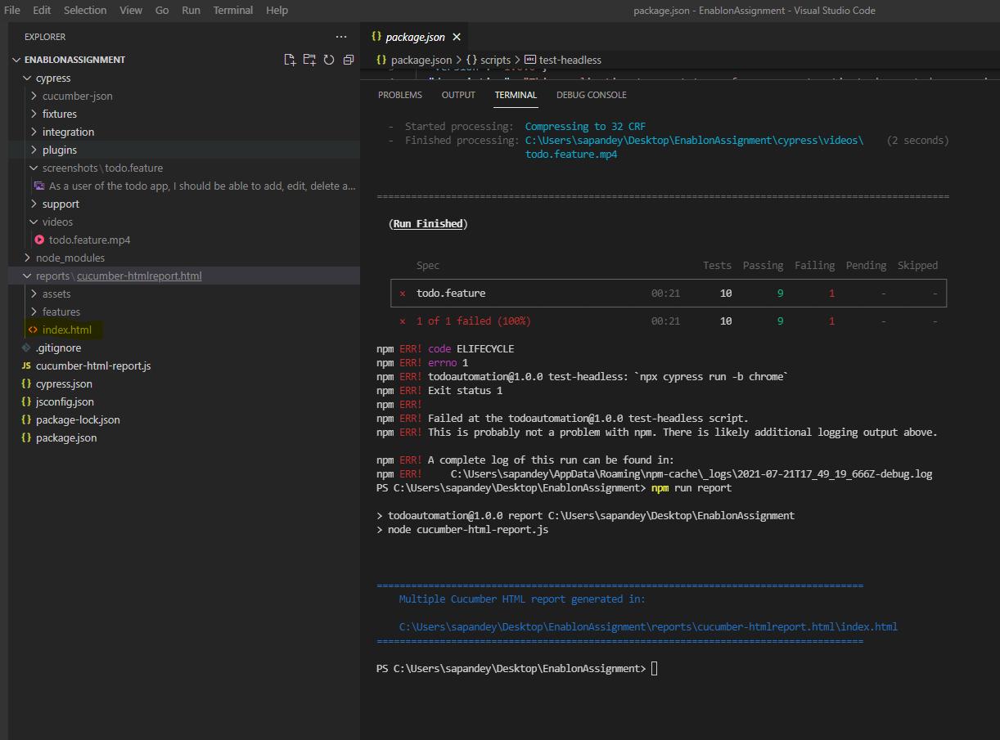 File Edit Selection View Go Run Terminal Help
package.json - EnablonAssignment - Visual Studio Code
EXPLORER
ENABLONASSIGNMENT
cypress
cucumber-json
fixtures
integration
plugins
screenshots\todo.feature
As a user of the todo app, I should be able to add, edit, delete a...
support
videos
todo.feature.mp4
node_modules
reports\cucumber-htmlreport.html
assets
features
index.html
.gitignore
JS cucumber-html-report.js
{} cypress.json
{} jsconfig.json
{} package-lock.json
{} package.json
{} package.json ×
{} package.json > {} scripts > abc test-headless
PROBLEMS OUTPUT TERMINAL DEBUG CONSOLE
- Started processing: Compressing to 32 CRF
- Finished processing: C:\Users\sapandey\Desktop\EnablonAssignment\cypress\videos\ (2 seconds)
todo.feature.mp4
====================================================================================================
(Run Finished)
Spec Tests Passing Failing Pending Skipped
× todo.feature 00:21 10 9 1 - -
× 1 of 1 failed (100%) 00:21 10 9 1 - -
npm ERR! code ELIFECYCLE
npm ERR! errno 1
npm ERR! todoautomation@1.0.0 test-headless: `npx cypress run -b chrome`
npm ERR! Exit status 1
npm ERR!
npm ERR! Failed at the todoautomation@1.0.0 test-headless script.
npm ERR! This is probably not a problem with npm. There is likely additional logging output above.
npm ERR! A complete log of this run can be found in:
npm ERR!     C:\Users\sapandey\AppData\Roaming\npm-cache\_logs\2021-07-21T17_49_19_666Z-debug.log
PS C:\Users\sapandey\Desktop\EnablonAssignment> npm run report
> todoautomation@1.0.0 report C:\Users\sapandey\Desktop\EnablonAssignment
> node cucumber-html-report.js
=====================================================================================
Multiple Cucumber HTML report generated in:
C:\Users\sapandey\Desktop\EnablonAssignment\reports\cucumber-htmlreport.html\index.html
=====================================================================================
PS C:\Users\sapandey\Desktop\EnablonAssignment>